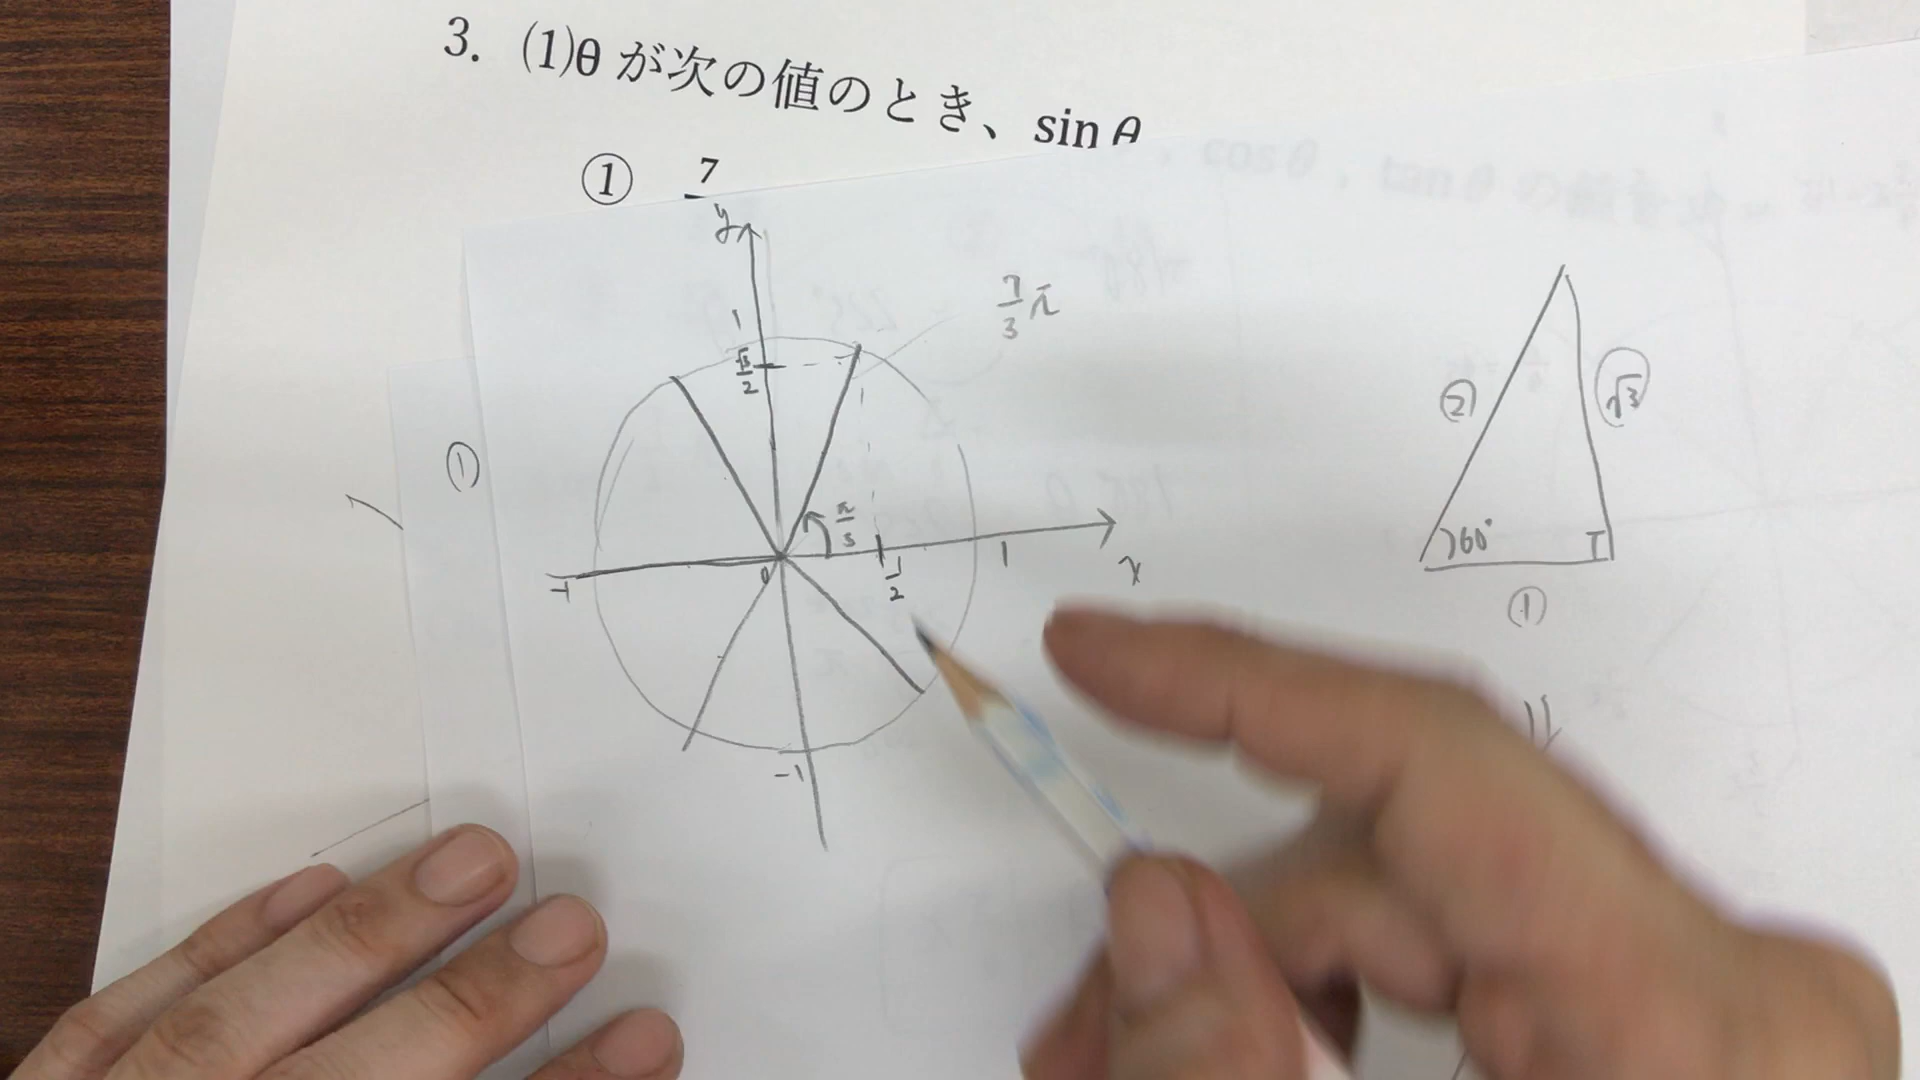 3. (1)θ が次の値のとき、sin θ
① 7
y
7/3 π
1
√3/2
②
√3
①
π/3
60°
-1
0
1/2
1
x
①
-1